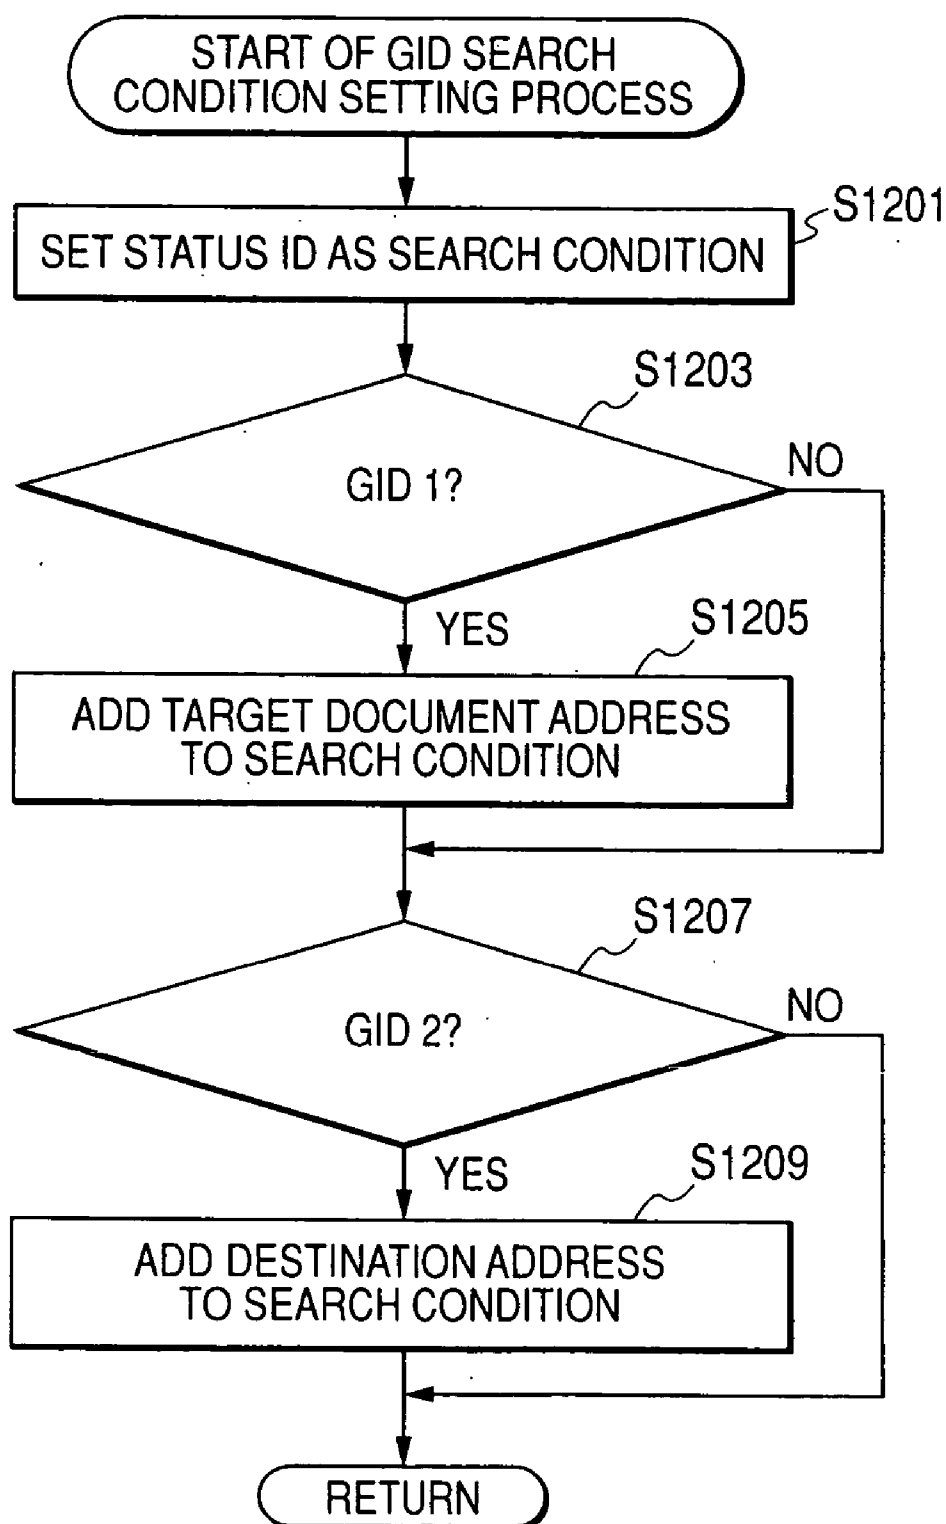 START OF GID SEARCH
CONDITION SETTING PROCESS
S1201
SET STATUS ID AS SEARCH CONDITION
S1203
GID 1?
NO
YES
S1205
ADD TARGET DOCUMENT ADDRESS
TO SEARCH CONDITION
S1207
GID 2?
NO
YES
S1209
ADD DESTINATION ADDRESS
TO SEARCH CONDITION
RETURN